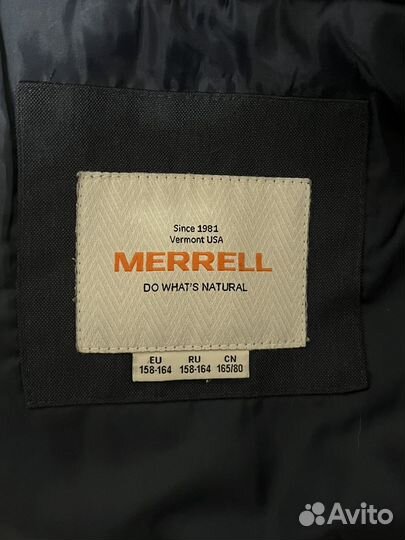 Since 1981
Vermont USA
MERRELL
DO WHAT'S NATURAL
EU RU CN
158-164 158-164 165/80
Avito